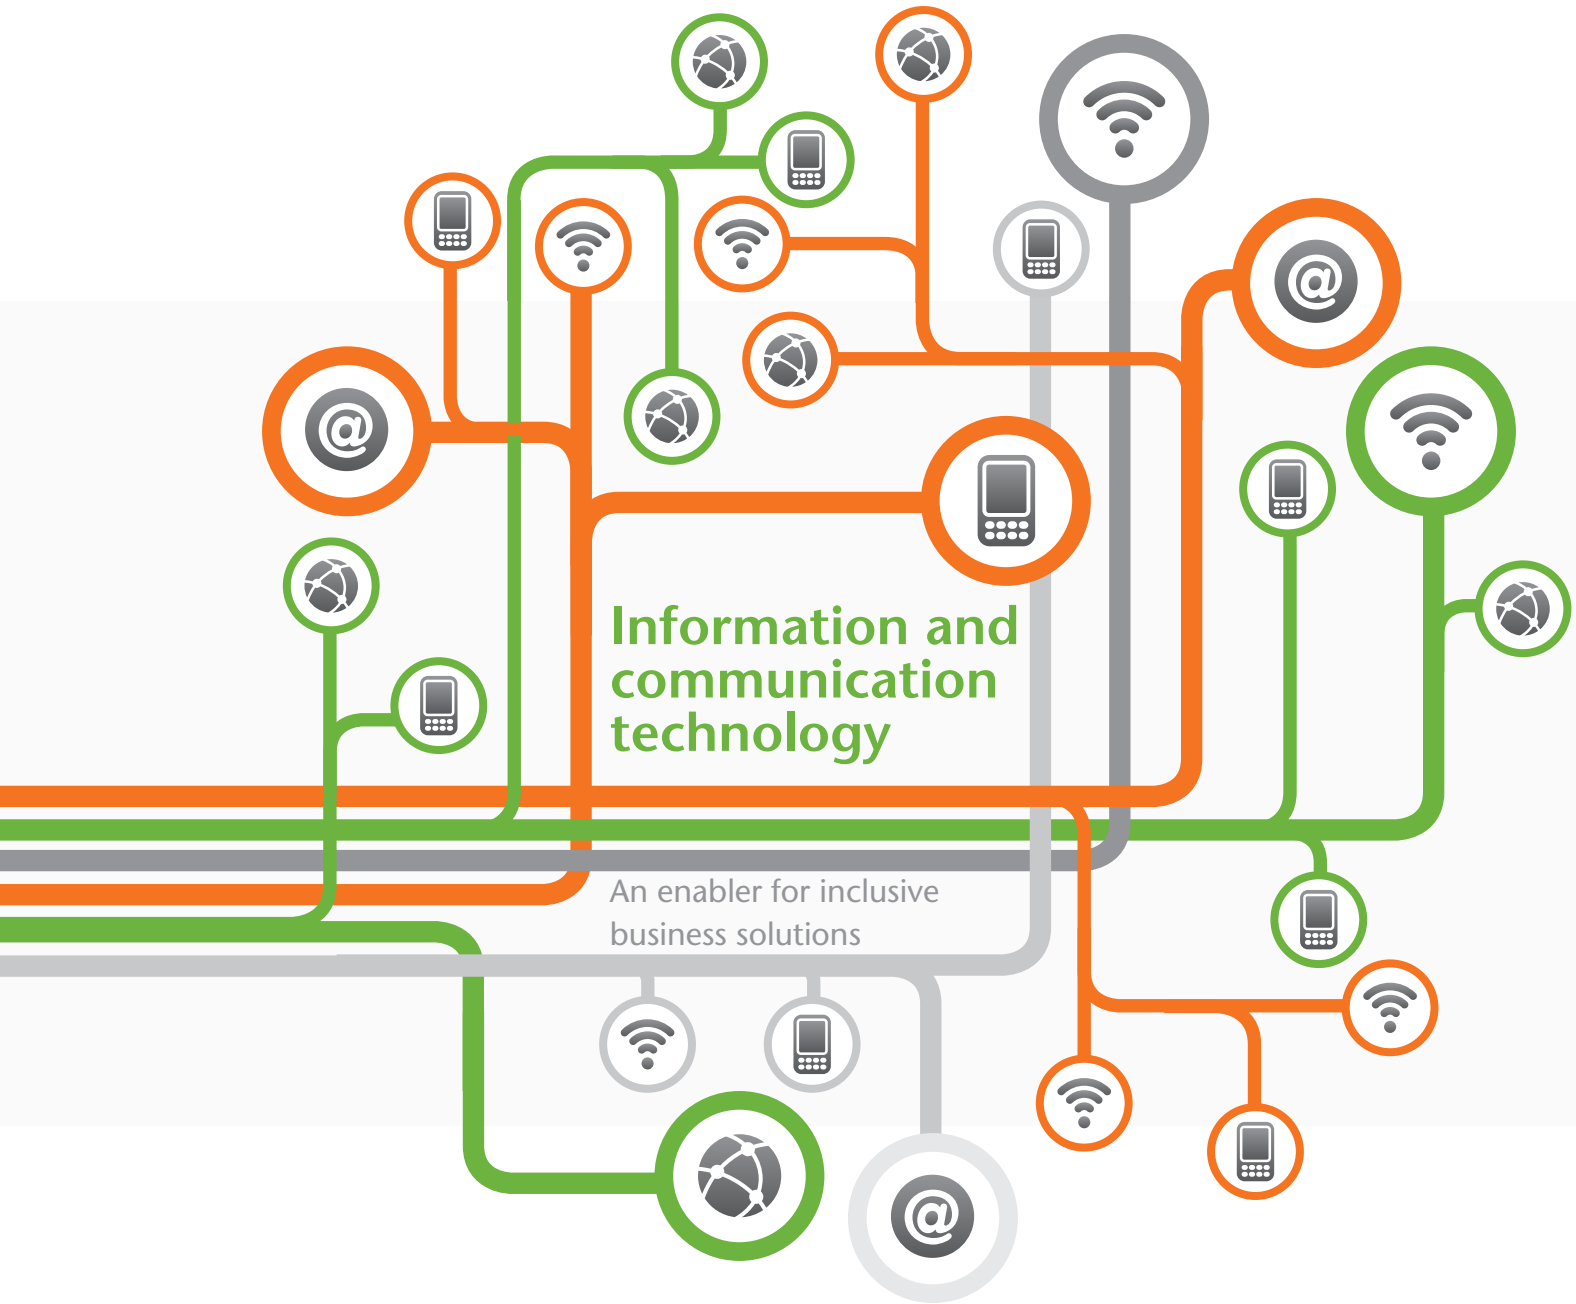 Information and
communication
technology
An enabler for inclusive
business solutions